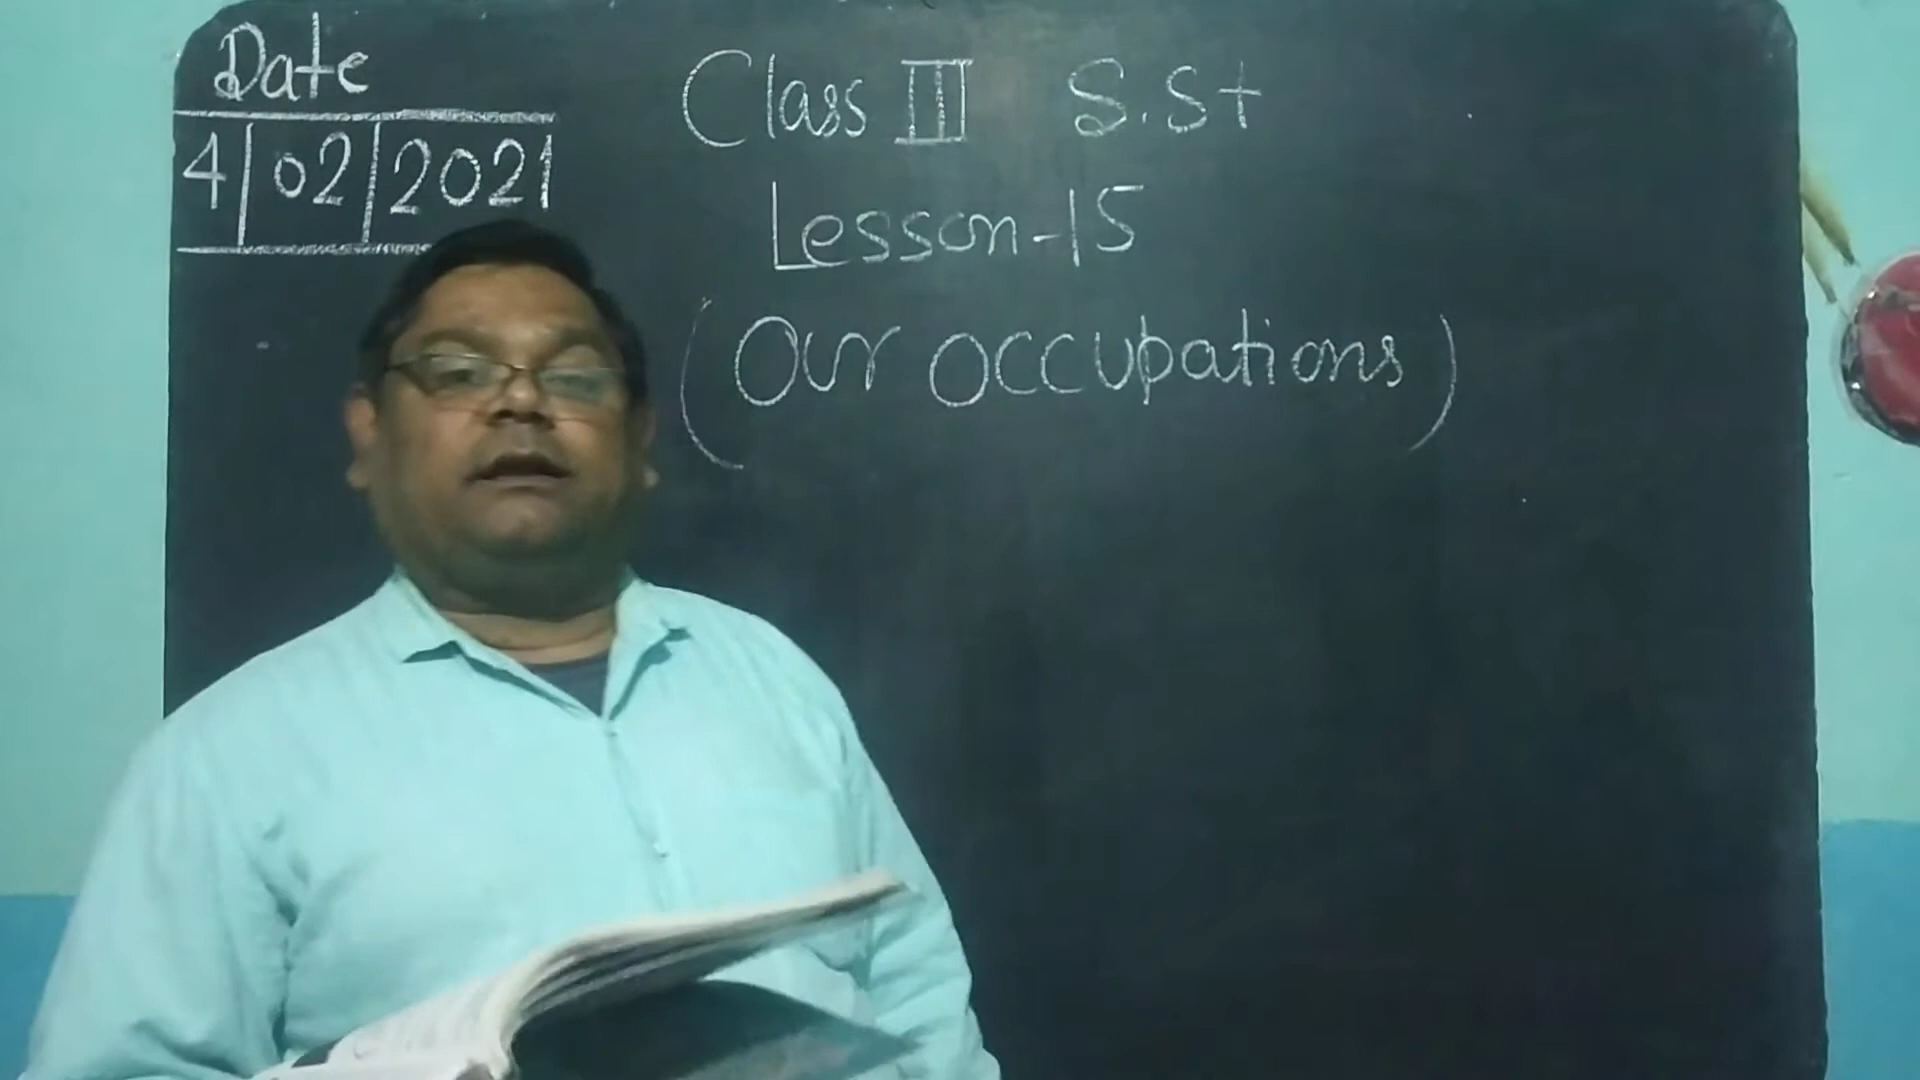 Date
4|02|2021
Class III S.St
Lesson-15
(Our occupations)